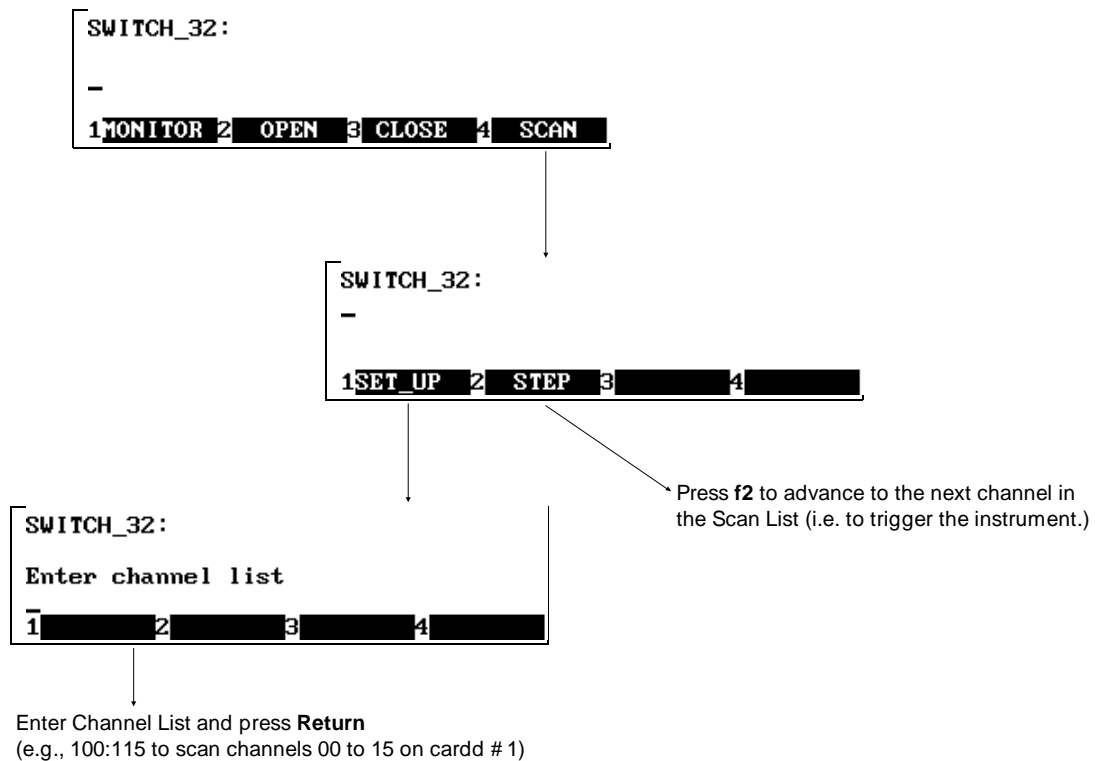 SWITCH_32:
1MONITOR 2 OPEN 3 CLOSE 4 SCAN
SWITCH_32:
1SET_UP 2 STEP 3 4
Press f2 to advance to the next channel in
the Scan List (i.e. to trigger the instrument.)
SWITCH_32:
Enter channel list
1 2 3 4
Enter Channel List and press Return
(e.g., 100:115 to scan channels 00 to 15 on cardd # 1)